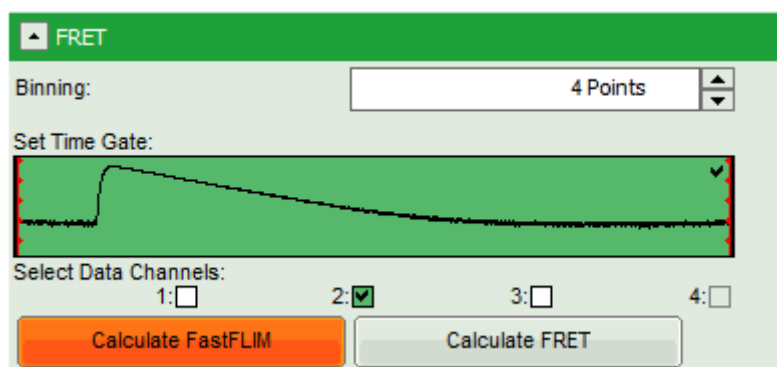 FRET
Binning: 4 Points
Set Time Gate:
Select Data Channels:
1: 2: 3: 4:
Calculate FastFLIM Calculate FRET